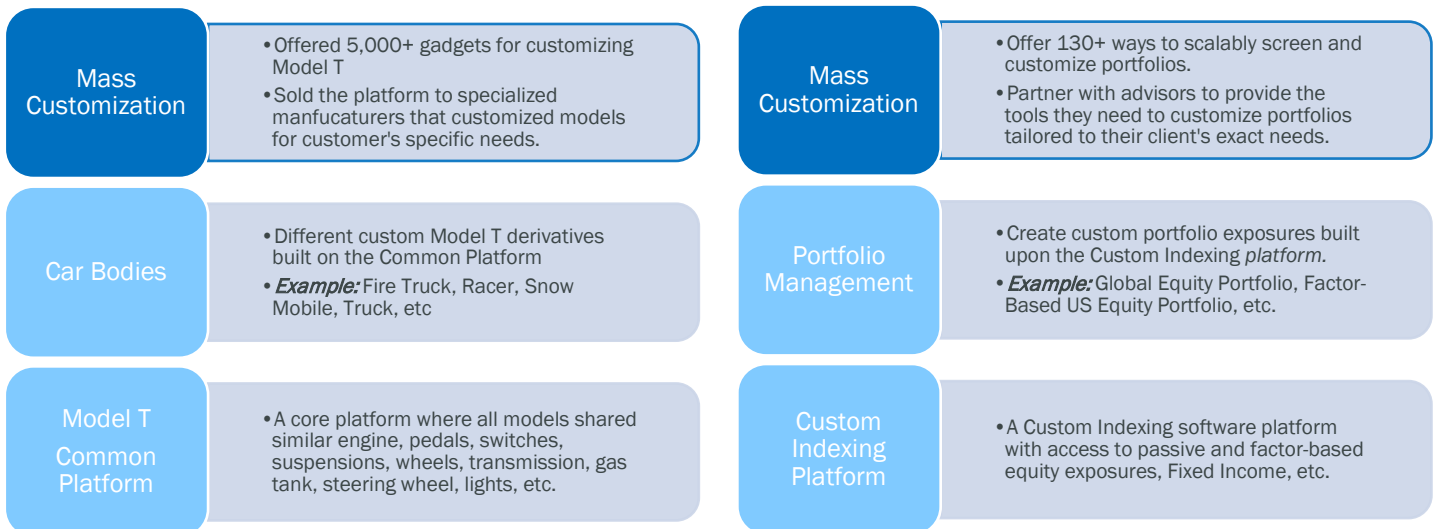 Mass
Customization
•Offered 5,000+ gadgets for customizing
Model T
•Sold the platform to specialized
manfucaturers that customized models
for customer's specific needs.
Car Bodies
•Different custom Model T derivatives
built on the Common Platform
•Example: Fire Truck, Racer, Snow
Mobile, Truck, etc
Model T
Common
Platform
•A core platform where all models shared
similar engine, pedals, switches,
suspensions, wheels, transmission, gas
tank, steering wheel, lights, etc.
Mass
Customization
•Offer 130+ ways to scalably screen and
customize portfolios.
•Partner with advisors to provide the
tools they need to customize portfolios
tailored to their client's exact needs.
Portfolio
Management
•Create custom portfolio exposures built
upon the Custom Indexing platform.
•Example: Global Equity Portfolio, Factor-
Based US Equity Portfolio, etc.
Custom
Indexing
Platform
•A Custom Indexing software platform
with access to passive and factor-based
equity exposures, Fixed Income, etc.